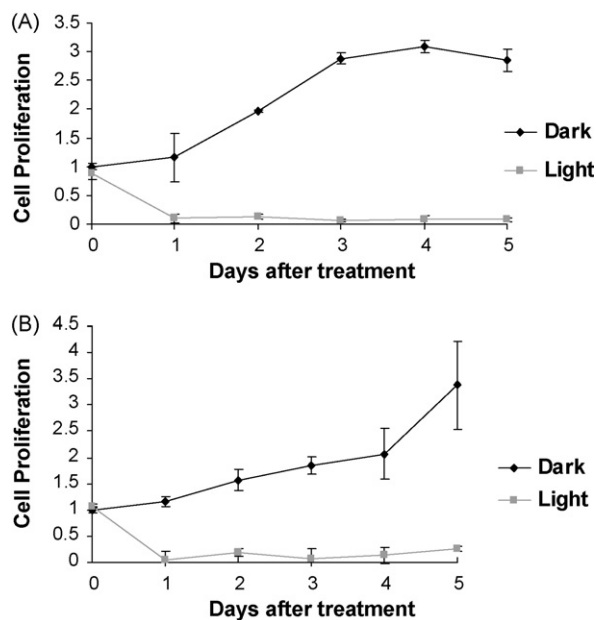 (A)
3.5
3
2.5
2
1.5
1
0.5
0
Cell Proliferation
0 1 2 3 4 5
Days after treatment
Dark
Light
(B)
4.5
4
3.5
3
2.5
2
1.5
1
0.5
0
Cell Proliferation
0 1 2 3 4 5
Days after treatment
Dark
Light